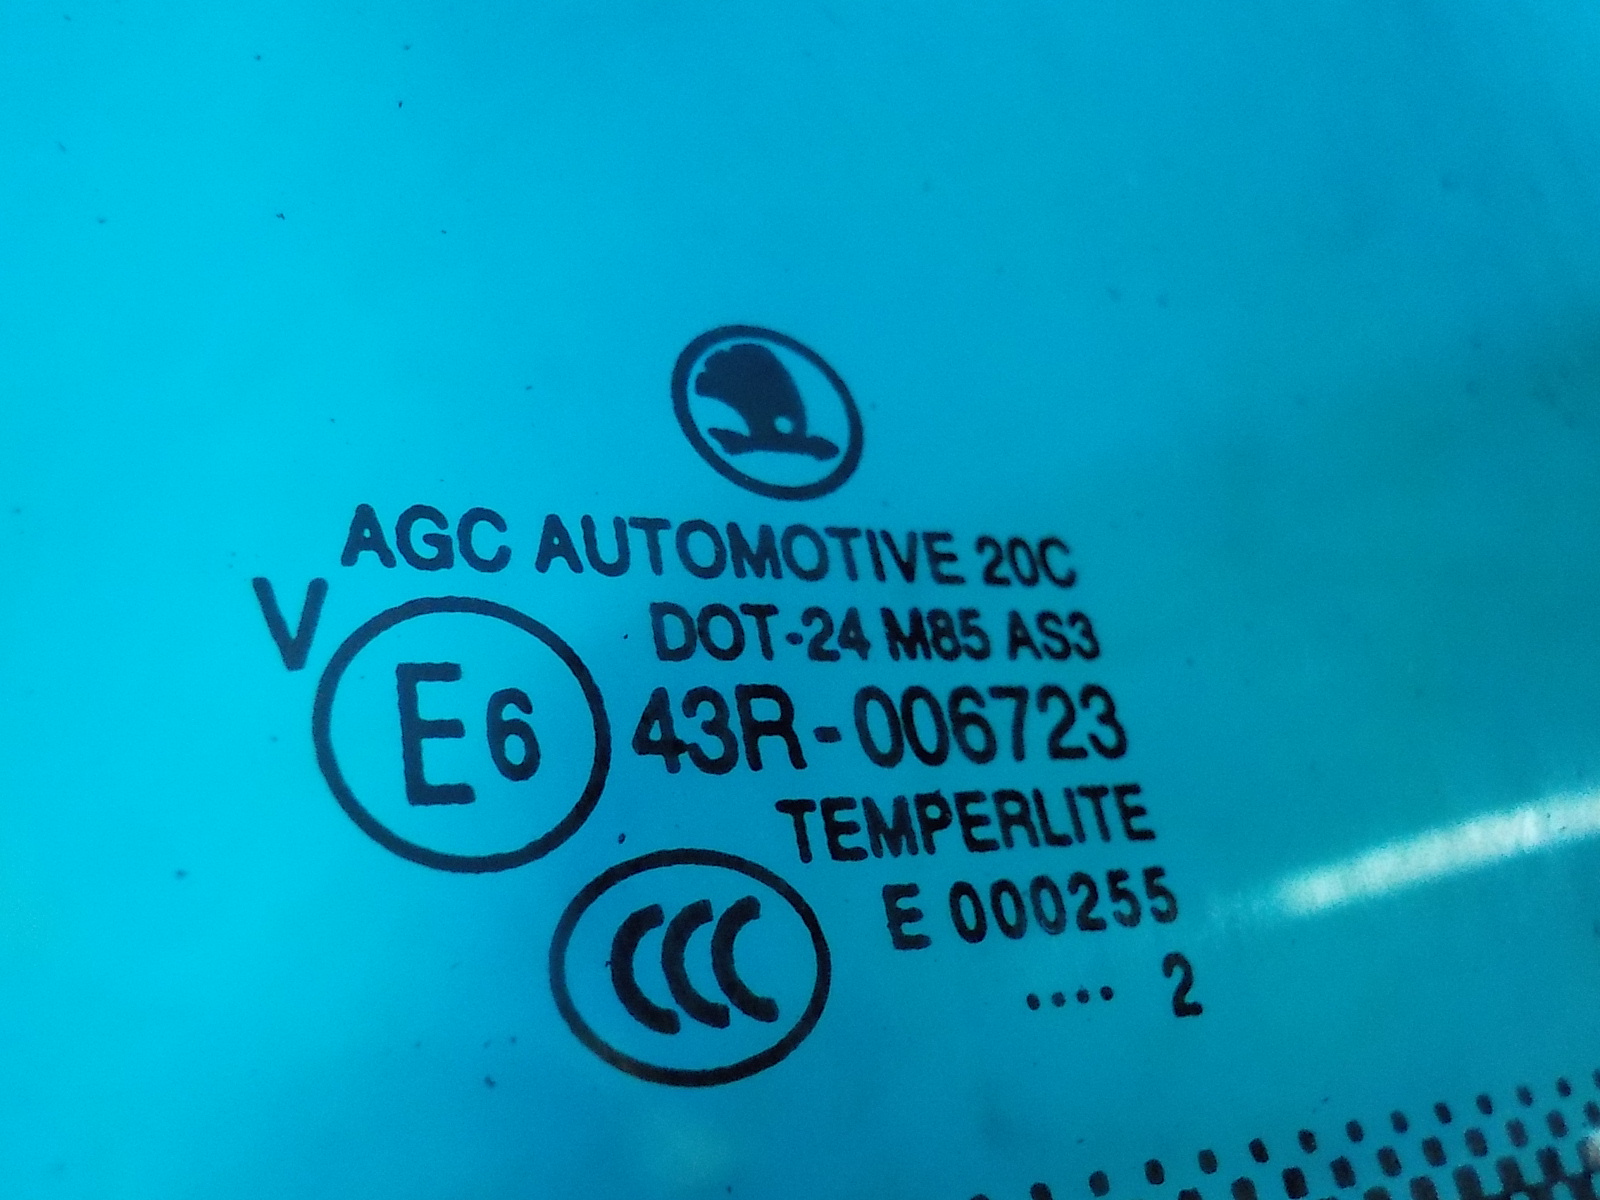 AGC AUTOMOTIVE 20C
V
DOT-24 M85 AS3
E6 43R-006723
TEMPERLITE
CCC E 000255
.... 2